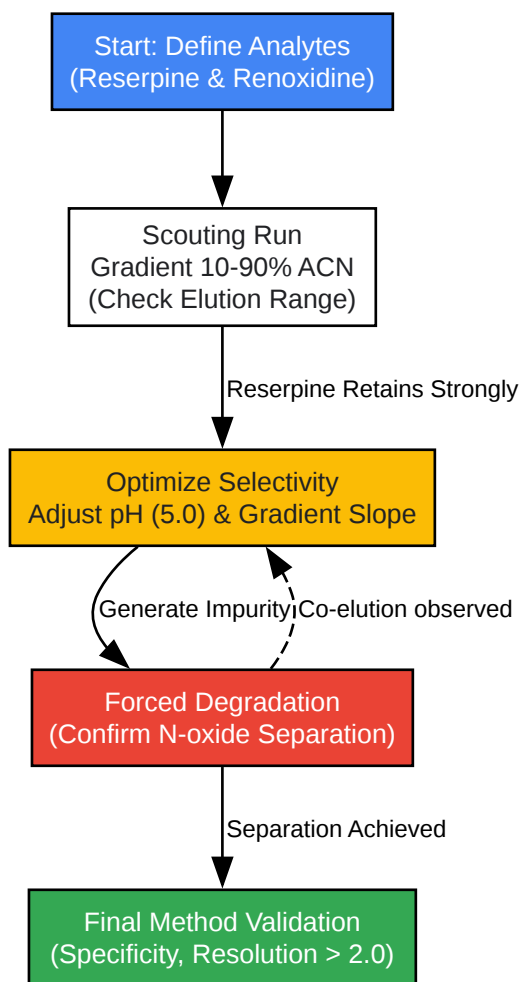 Start: Define Analytes
(Reserpine & Renoxidine)
Scouting Run
Gradient 10-90% ACN
(Check Elution Range)
Reserpine Retains Strongly
Optimize Selectivity
Adjust pH (5.0) & Gradient Slope
Generate Impurity
Co-elution observed
Forced Degradation
(Confirm N-oxide Separation)
Separation Achieved
Final Method Validation
(Specificity, Resolution > 2.0)